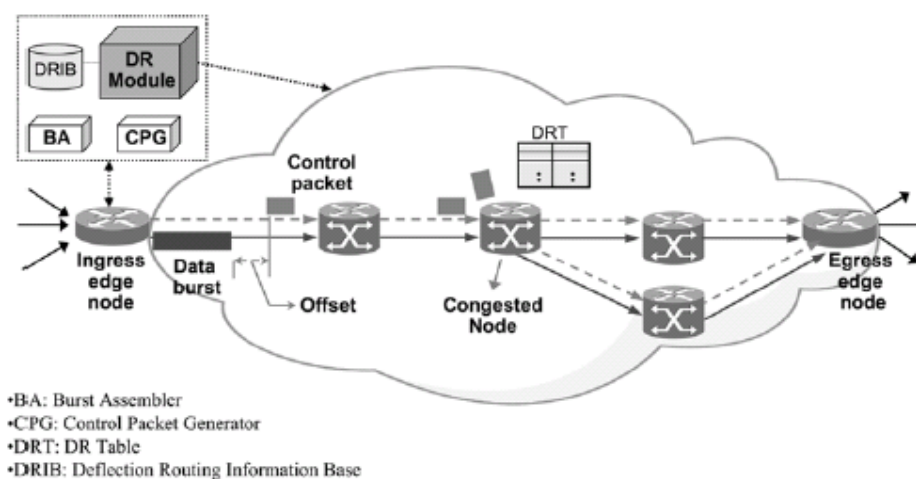 DRIB
DR
Module
BA
CPG
DRT
Control
packet
Ingress
edge
node
Data
burst
Offset
Congested
Node
Egress
edge
node
•BA: Burst Assembler
•CPG: Control Packet Generator
•DRT: DR Table
•DRIB: Deflection Routing Information Base